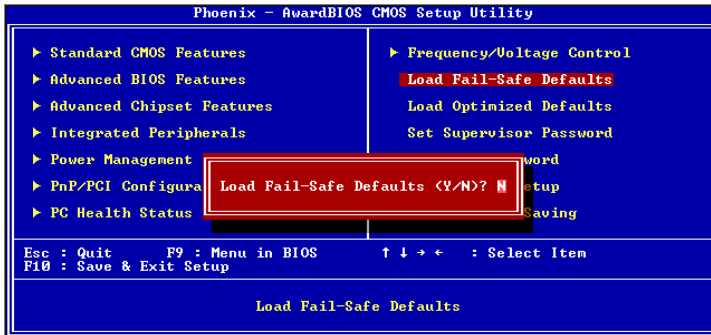 Phoenix - AwardBIOS CMOS Setup Utility
► Standard CMOS Features
► Advanced BIOS Features
► Advanced Chipset Features
► Integrated Peripherals
► Power Management
► PnP/PCI Configura
► PC Health Status
► Frequency/Voltage Control
Load Fail-Safe Defaults
Load Optimized Defaults
Set Supervisor Password
word
etup
Saving
Load Fail-Safe Defaults (Y/N)? N
Esc : Quit F9 : Menu in BIOS ↑ ↓ → ← : Select Item
F10 : Save & Exit Setup
Load Fail-Safe Defaults